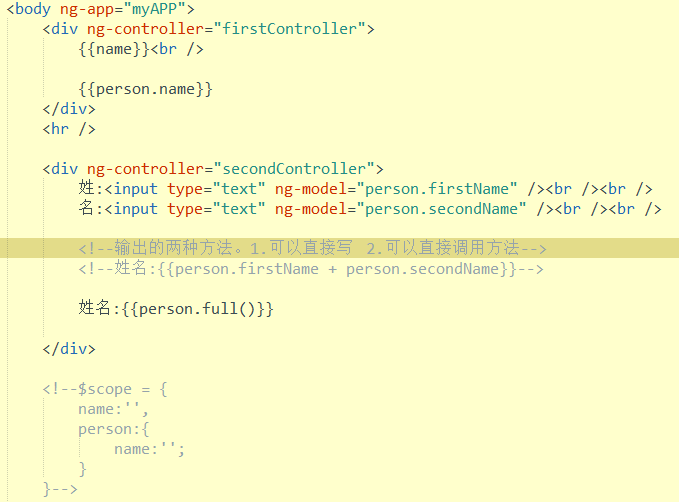 <body ng-app="myAPP">
<div ng-controller="firstController">
{{name}}<br />
{{person.name}}
</div>
<hr />
<div ng-controller="secondController">
姓:<input type="text" ng-model="person.firstName" /><br /><br />
名:<input type="text" ng-model="person.secondName" /><br /><br />
<!--输出的两种方法。1.可以直接写 2.可以直接调用方法-->
<!--姓名:{{person.firstName + person.secondName}}-->
姓名:{{person.full()}}
</div>
<!--$scope = {
name:'',
person:{
name:'';
}
}-->